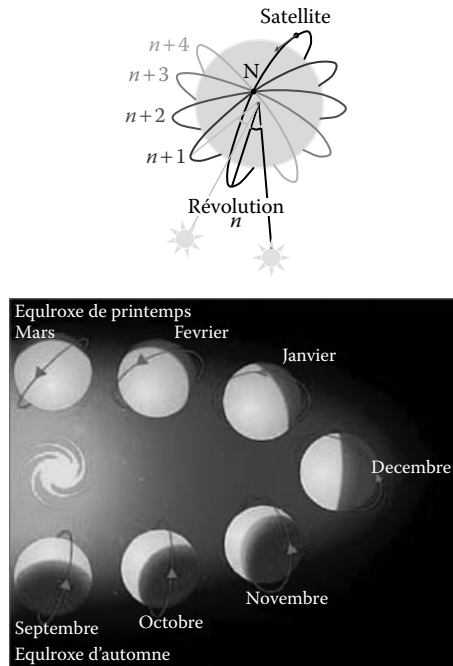 Satellite
n+4
N
n+3
n+2
n+1
Révolution
n
Equlroxe de printemps
Mars
Fevrier
Janvier
Decembre
Novembre
Octobre
Septembre
Equlroxe d'automne